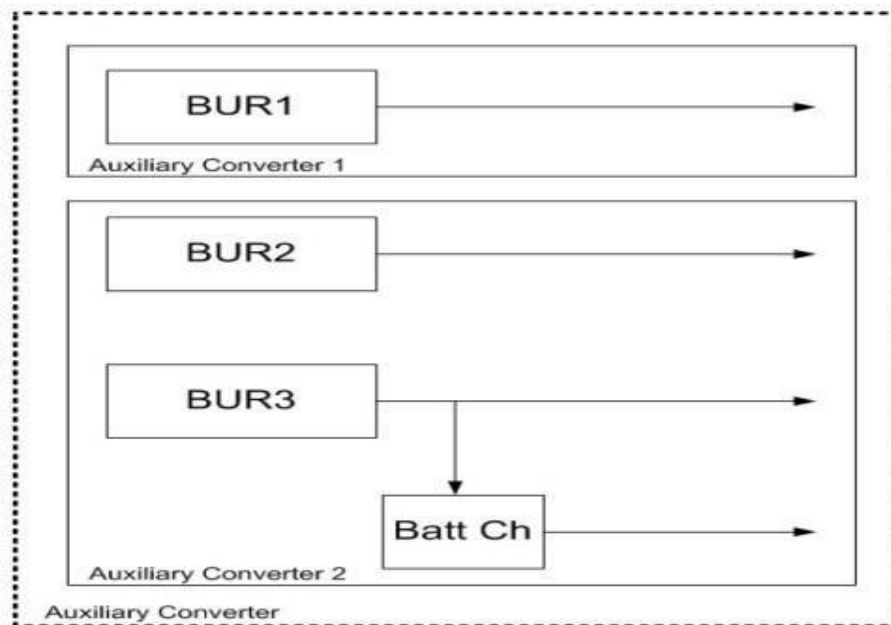 BUR1
Auxiliary Converter 1
BUR2
BUR3
Batt Ch
Auxiliary Converter 2
Auxiliary Converter